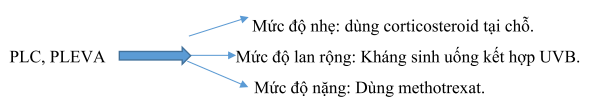 Mức độ nhẹ: dùng corticosteroid tại chỗ.
PLC, PLEVA
Mức độ lan rộng: Kháng sinh uống kết hợp UVB.
Mức độ nặng: Dùng methotrexat.